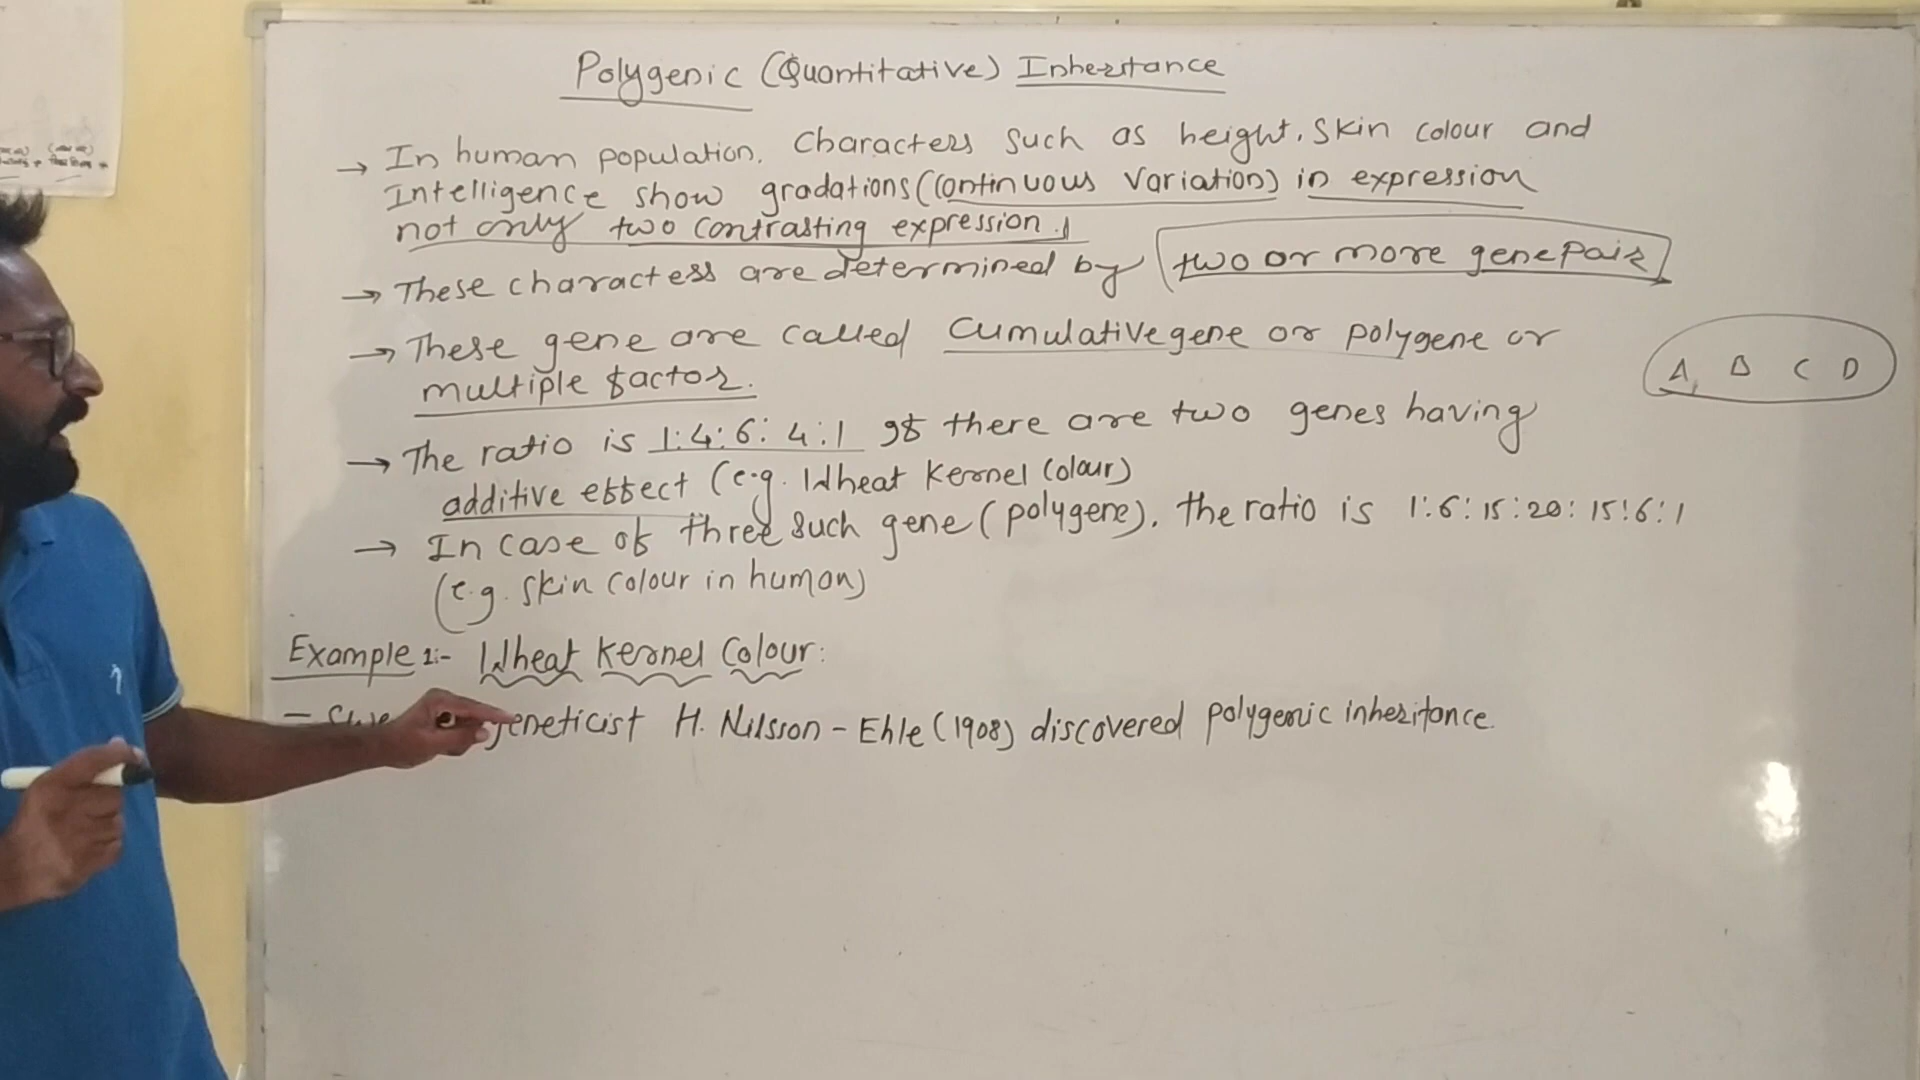 Polygenic (Quantitative) Inheritance
→ In human population, Characters such as height, skin colour and
Intelligence show gradations (continuous variation) in expression
not only two contrasting expression.
→ These characters are determined by two or more gene pair
→ These gene are called cumulative gene or polygene or
multiple factor.
A B C D
→ The ratio is 1:4:6:4:1 If there are two genes having
additive effect (e.g. Wheat Kernel Colour)
→ In case of three such gene (polygene), the ratio is 1:6:15:20:15:6:1
(e.g. skin colour in human)
Example 1:- Wheat Kernel Colour:
- geneticist H. Nilsson - Ehle (1908) discovered polygenic inheritance.